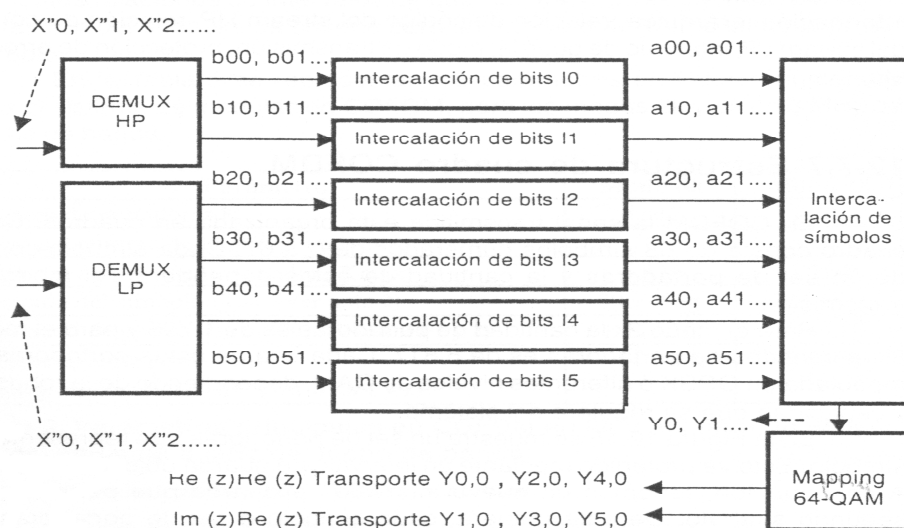 X"0, X"1, X"2......
b00, b01...
a00, a01....
DEMUX
HP
Intercalación de bits I0
b10, b11...
a10, a11....
Intercalación de bits I1
b20, b21...
a20, a21....
DEMUX
LP
Intercalación de bits I2
Interca-
lación de
símbolos
b30, b31...
a30, a31....
Intercalación de bits I3
b40, b41...
a40, a41....
Intercalación de bits I4
b50, b51...
a50, a51....
Intercalación de bits I5
X"0, X"1, X"2......
Y0, Y1....
Mapping
64-QAM
Re (z)Re (z) Transporte Y0,0 , Y2,0, Y4,0
Im (z)Re (z) Transporte Y1,0 , Y3,0, Y5,0